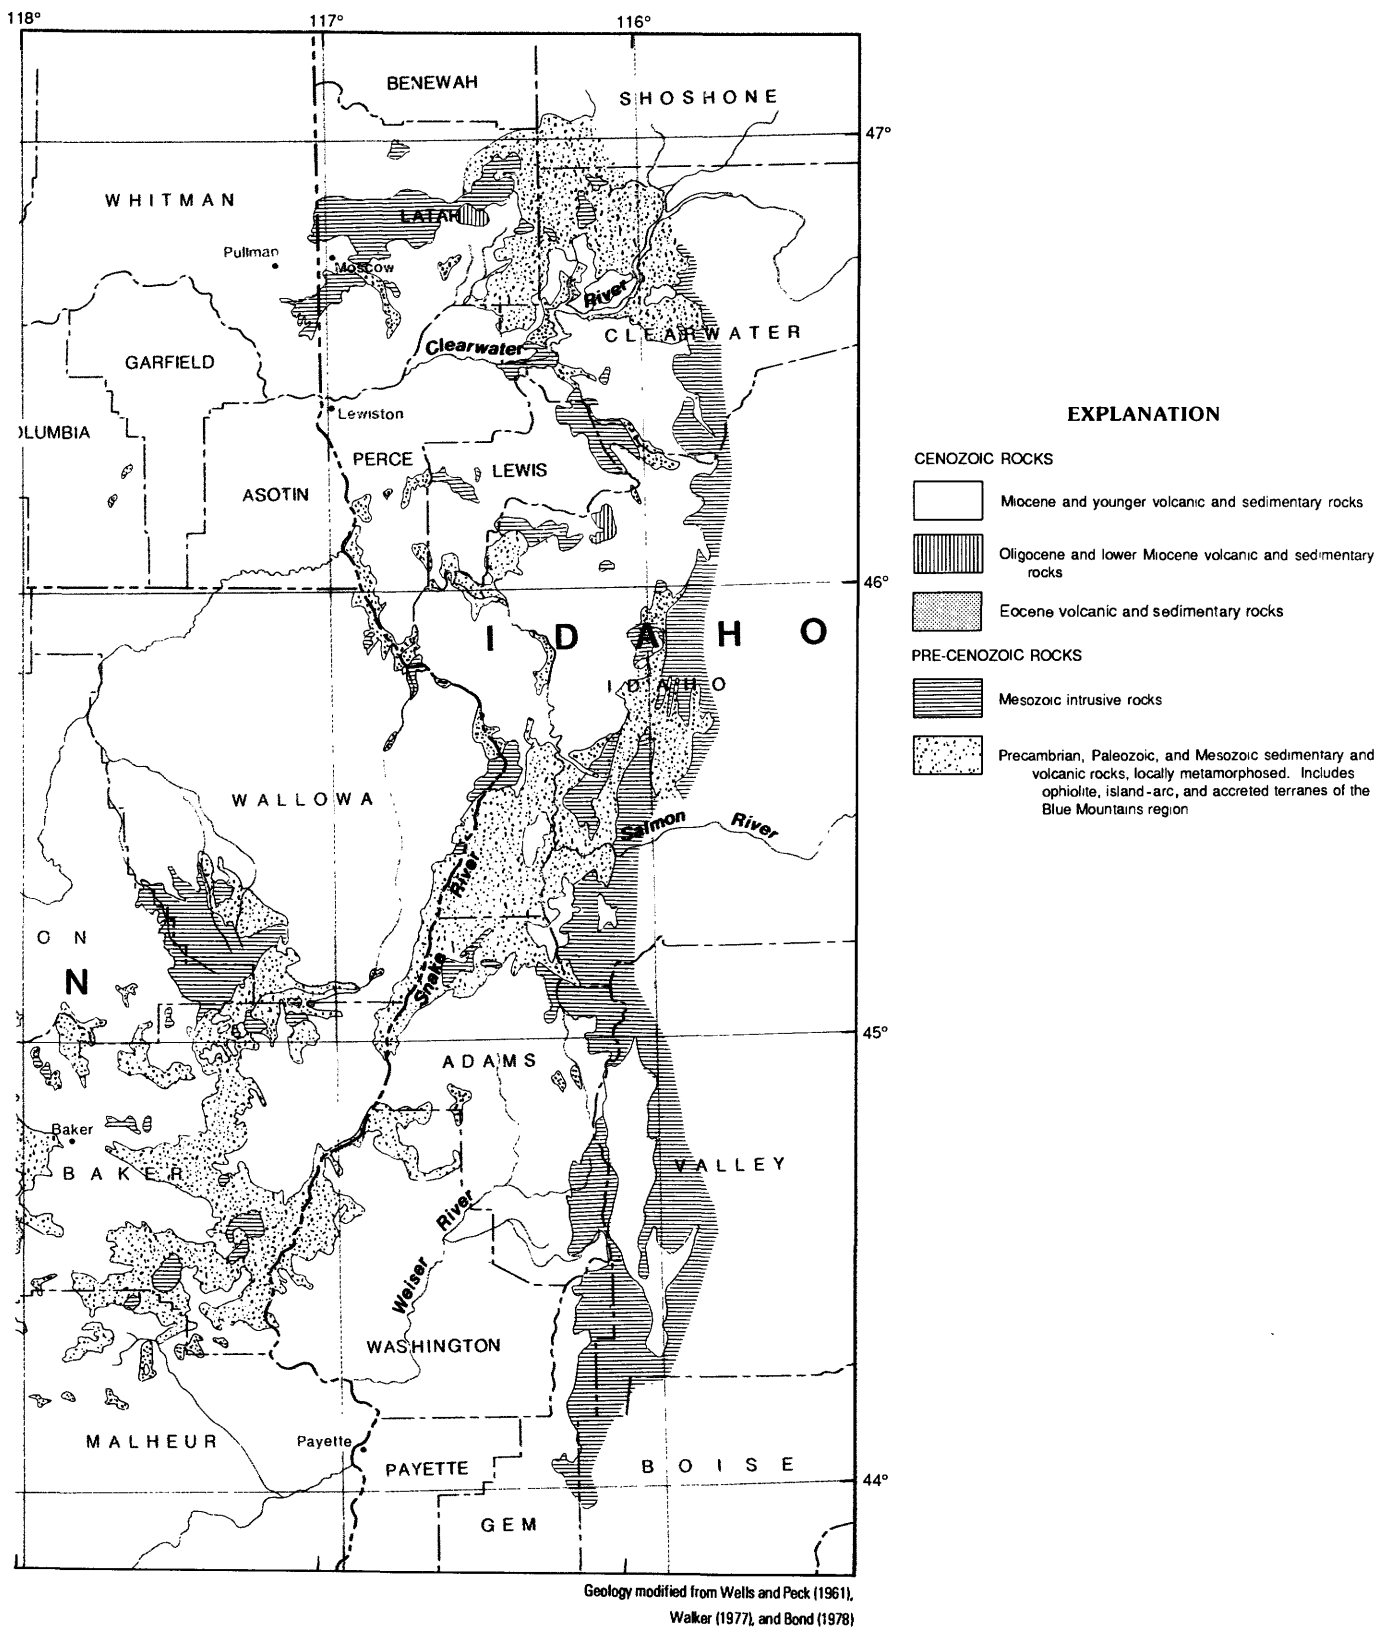 118°
117°
116°
BENEWAH
SHOSHONE
47°
WHITMAN
LATAH
Pullman
Moscow
River
CLEARWATER
Clearwater
GARFIELD
Lewiston
OLUMBIA
PERCE
LEWIS
ASOTIN
46°
IDAHO
IDAHO
WALLOWA
Salmon River
River
Snake
ON
N
45°
ADAMS
Baker
BAKER
VALLEY
River
Weiser
WASHINGTON
MALHEUR
Payette
PAYETTE
BOISE
44°
GEM
EXPLANATION
CENOZOIC ROCKS
Miocene and younger volcanic and sedimentary rocks
Oligocene and lower Miocene volcanic and sedimentary
rocks
Eocene volcanic and sedimentary rocks
PRE-CENOZOIC ROCKS
Mesozoic intrusive rocks
Precambrian, Paleozoic, and Mesozoic sedimentary and
volcanic rocks, locally metamorphosed. Includes
ophiolite, island-arc, and accreted terranes of the
Blue Mountains region
Geology modified from Wells and Peck (1961),
Walker (1977), and Bond (1978)